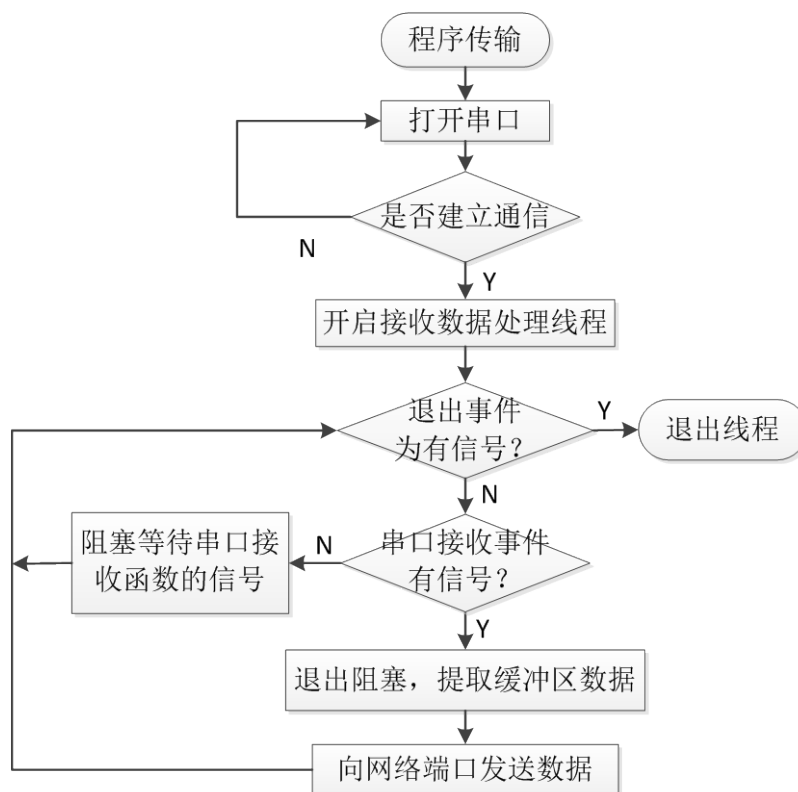 程序传输
打开串口
是否建立通信
N
Y
开启接收数据处理线程
退出事件
为有信号？
Y
退出线程
N
阻塞等待串口接
收函数的信号
N
串口接收事件
有信号？
Y
退出阻塞，提取缓冲区数据
向网络端口发送数据